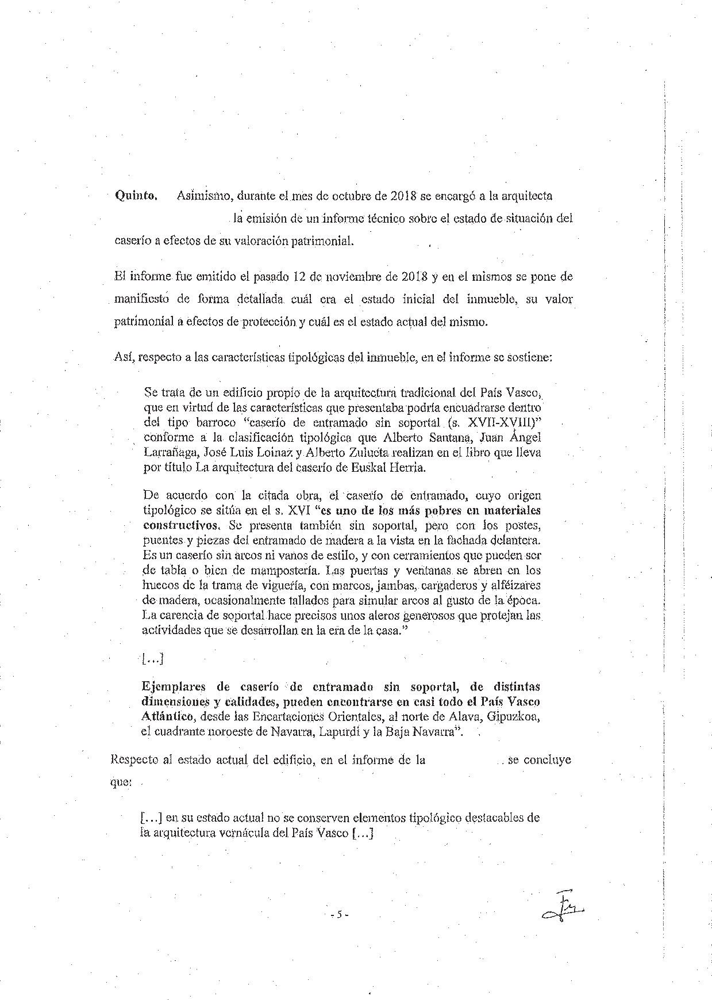 Quinto. Asimismo, durante el mes de octubre de 2018 se encargó a la arquitecta
la emisión de un informe técnico sobre el estado de situación del
caserío a efectos de su valoración patrimonial.
El informe fue emitido el pasado 12 de noviembre de 2018 y en el mismos se pone de
manifiesto de forma detallada cuál era el estado inicial del inmueble, su valor
patrimonial a efectos de protección y cuál es el estado actual del mismo.
Así, respecto a las características tipológicas del inmueble, en el informe se sostiene:
Se trata de un edificio propio de la arquitectura tradicional del País Vasco,
que en virtud de las características que presentaba podría encuadrarse dentro
del tipo barroco “caserío de entramado sin soportal (s. XVII-XVIII)”
conforme a la clasificación tipológica que Alberto Santana, Juan Ángel
Larrañaga, José Luis Loinaz y Alberto Zulueta realizan en el libro que lleva
por título La arquitectura del caserío de Euskal Herria.
De acuerdo con la citada obra, el caserío de entramado, cuyo origen
tipológico se sitúa en el s. XVI “es uno de los más pobres en materiales
constructivos. Se presenta también sin soportal, pero con los postes,
puentes y piezas del entramado de madera a la vista en la fachada delantera.
Es un caserío sin arcos ni vanos de estilo, y con cerramientos que pueden ser
de tabla o bien de mampostería. Las puertas y ventanas se abren en los
huecos de la trama de viguería, con marcos, jambas, cargaderos y alféizares
de madera, ocasionalmente tallados para simular arcos al gusto de la época.
La carencia de soportal hace precisos unos aleros generosos que protejan las
actividades que se desarrollan en la era de la casa.”
[...]
Ejemplares de caserío de entramado sin soportal, de distintas
dimensiones y calidades, pueden encontrarse en casi todo el País Vasco
Atlántico, desde las Encartaciones Orientales, al norte de Alava, Gipuzkoa,
el cuadrante noroeste de Navarra, Lapurdi y la Baja Navarra”.
Respecto al estado actual del edificio, en el informe de la se concluye
que:
[...] en su estado actual no se conserven elementos tipológico destacables de
la arquitectura vernácula del País Vasco [...]
- 5 -